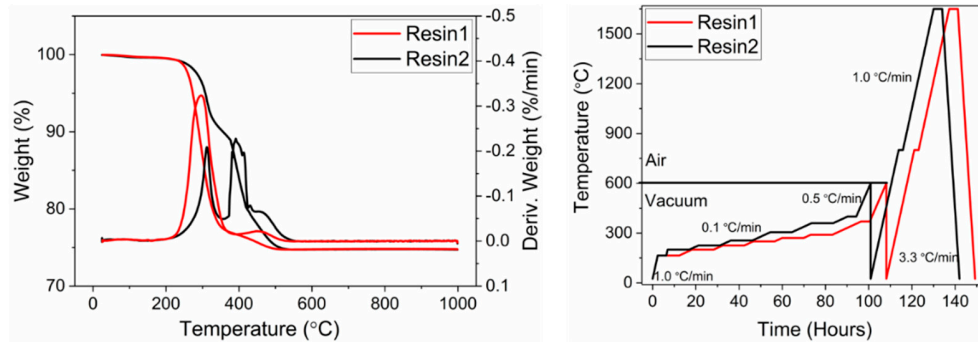 Resin1
Resin2
100
90
80
70
Weight (%)
-0.5
-0.4
-0.3
-0.2
-0.1
0.0
0.1
Deriv. Weight (%/min)
0 200 400 600 800 1000
Temperature (°C)
Resin1
Resin2
1500
1200
900
600
300
0
Temperature (°C)
1.0 °C/min
Air
Vacuum
0.5 °C/min
0.1 °C/min
1.0 °C/min
3.3 °C/min
0 20 40 60 80 100 120 140
Time (Hours)